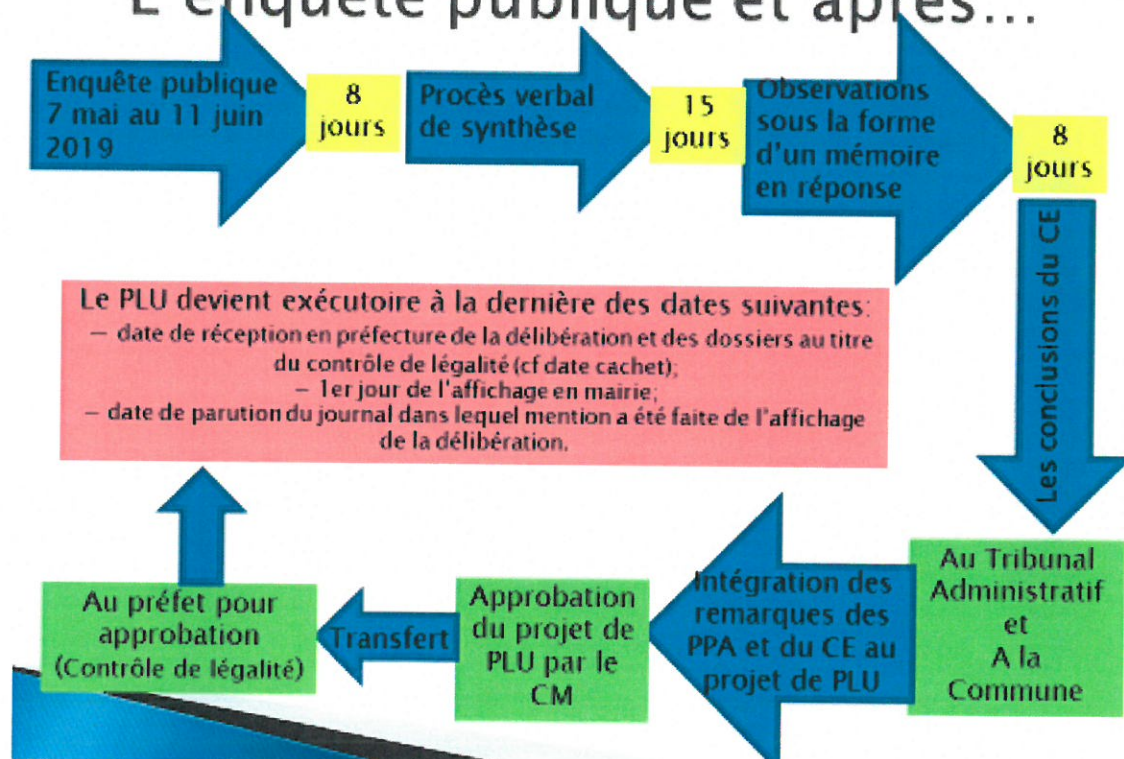 L'enquête publique et après...
Enquête publique
7 mai au 11 juin
2019
8
jours
Procès verbal
de synthèse
15
jours
Observations
sous la forme
d'un mémoire
en réponse
8
jours
Les conclusions du CE
Au Tribunal
Administratif
et
A la
Commune
Intégration des
remarques des
PPA et du CE au
projet de PLU
Approbation
du projet de
PLU par le
CM
Transfert
Au préfet pour
approbation
(Contrôle de légalité)
Le PLU devient exécutoire à la dernière des dates suivantes:
— date de réception en préfecture de la délibération et des dossiers au titre
du contrôle de légalité (cf date cachet);
— 1er jour de l'affichage en mairie;
— date de parution du journal dans lequel mention a été faite de l'affichage
de la délibération.